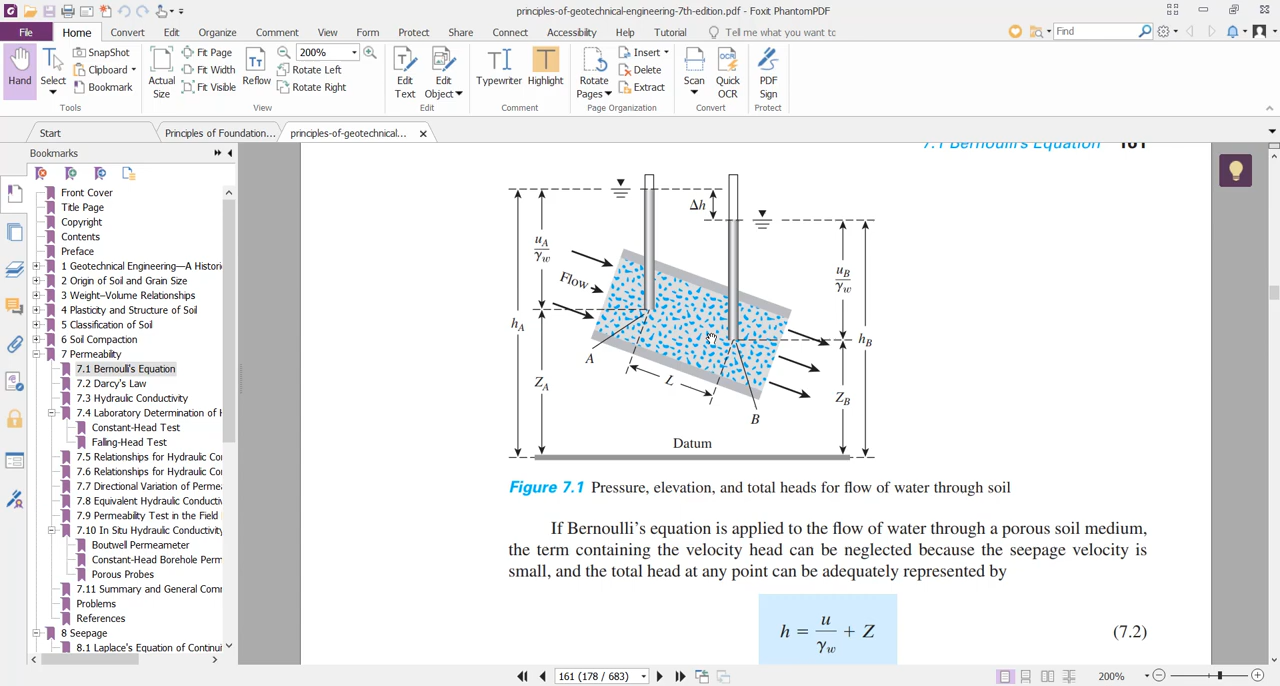 principles-of-geotechnical-engineering-7th-edition.pdf - Foxit PhantomPDF
File Home Convert Edit Organize Comment View Form Protect Share Connect Accessibility Help Tutorial Tell me what you want to do Find
Hand
Select
SnapShot
Clipboard
Bookmark
Tools
Actual Size
Fit Page
Fit Width
Fit Visible
Reflow
200%
Rotate Left
Rotate Right
View
Edit Text
Edit Object
Edit
Typewriter
Highlight
Comment
Rotate Pages
Insert
Delete
Extract
Page Organization
Scan
Quick OCR
Convert
PDF Sign
Protect
Start Principles of Foundation... principles-of-geotechnical...
Bookmarks
Front Cover
Title Page
Copyright
Contents
Preface
1 Geotechnical Engineering—A Histori
2 Origin of Soil and Grain Size
3 Weight–Volume Relationships
4 Plasticity and Structure of Soil
5 Classification of Soil
6 Soil Compaction
7 Permeability
7.1 Bernoulli's Equation
7.2 Darcy's Law
7.3 Hydraulic Conductivity
7.4 Laboratory Determination of H
Constant-Head Test
Falling-Head Test
7.5 Relationships for Hydraulic Co
7.6 Relationships for Hydraulic Co
7.7 Directional Variation of Perme
7.8 Equivalent Hydraulic Conducti
7.9 Permeability Test in the Field
7.10 In Situ Hydraulic Conductivity
Boutwell Permeameter
Constant-Head Borehole Perm
Porous Probes
7.11 Summary and General Comm
Problems
References
8 Seepage
8.1 Laplace's Equation of Continui
7.1 Bernoulli's Equation 161
Δh
u_A/γ_w
u_B/γ_w
Flow
h_A
h_B
A
L
Z_A
Z_B
B
Datum
Figure 7.1 Pressure, elevation, and total heads for flow of water through soil
If Bernoulli's equation is applied to the flow of water through a porous soil medium,
the term containing the velocity head can be neglected because the seepage velocity is
small, and the total head at any point can be adequately represented by
h = u/γ_w + Z (7.2)
161 (178 / 683)
200%